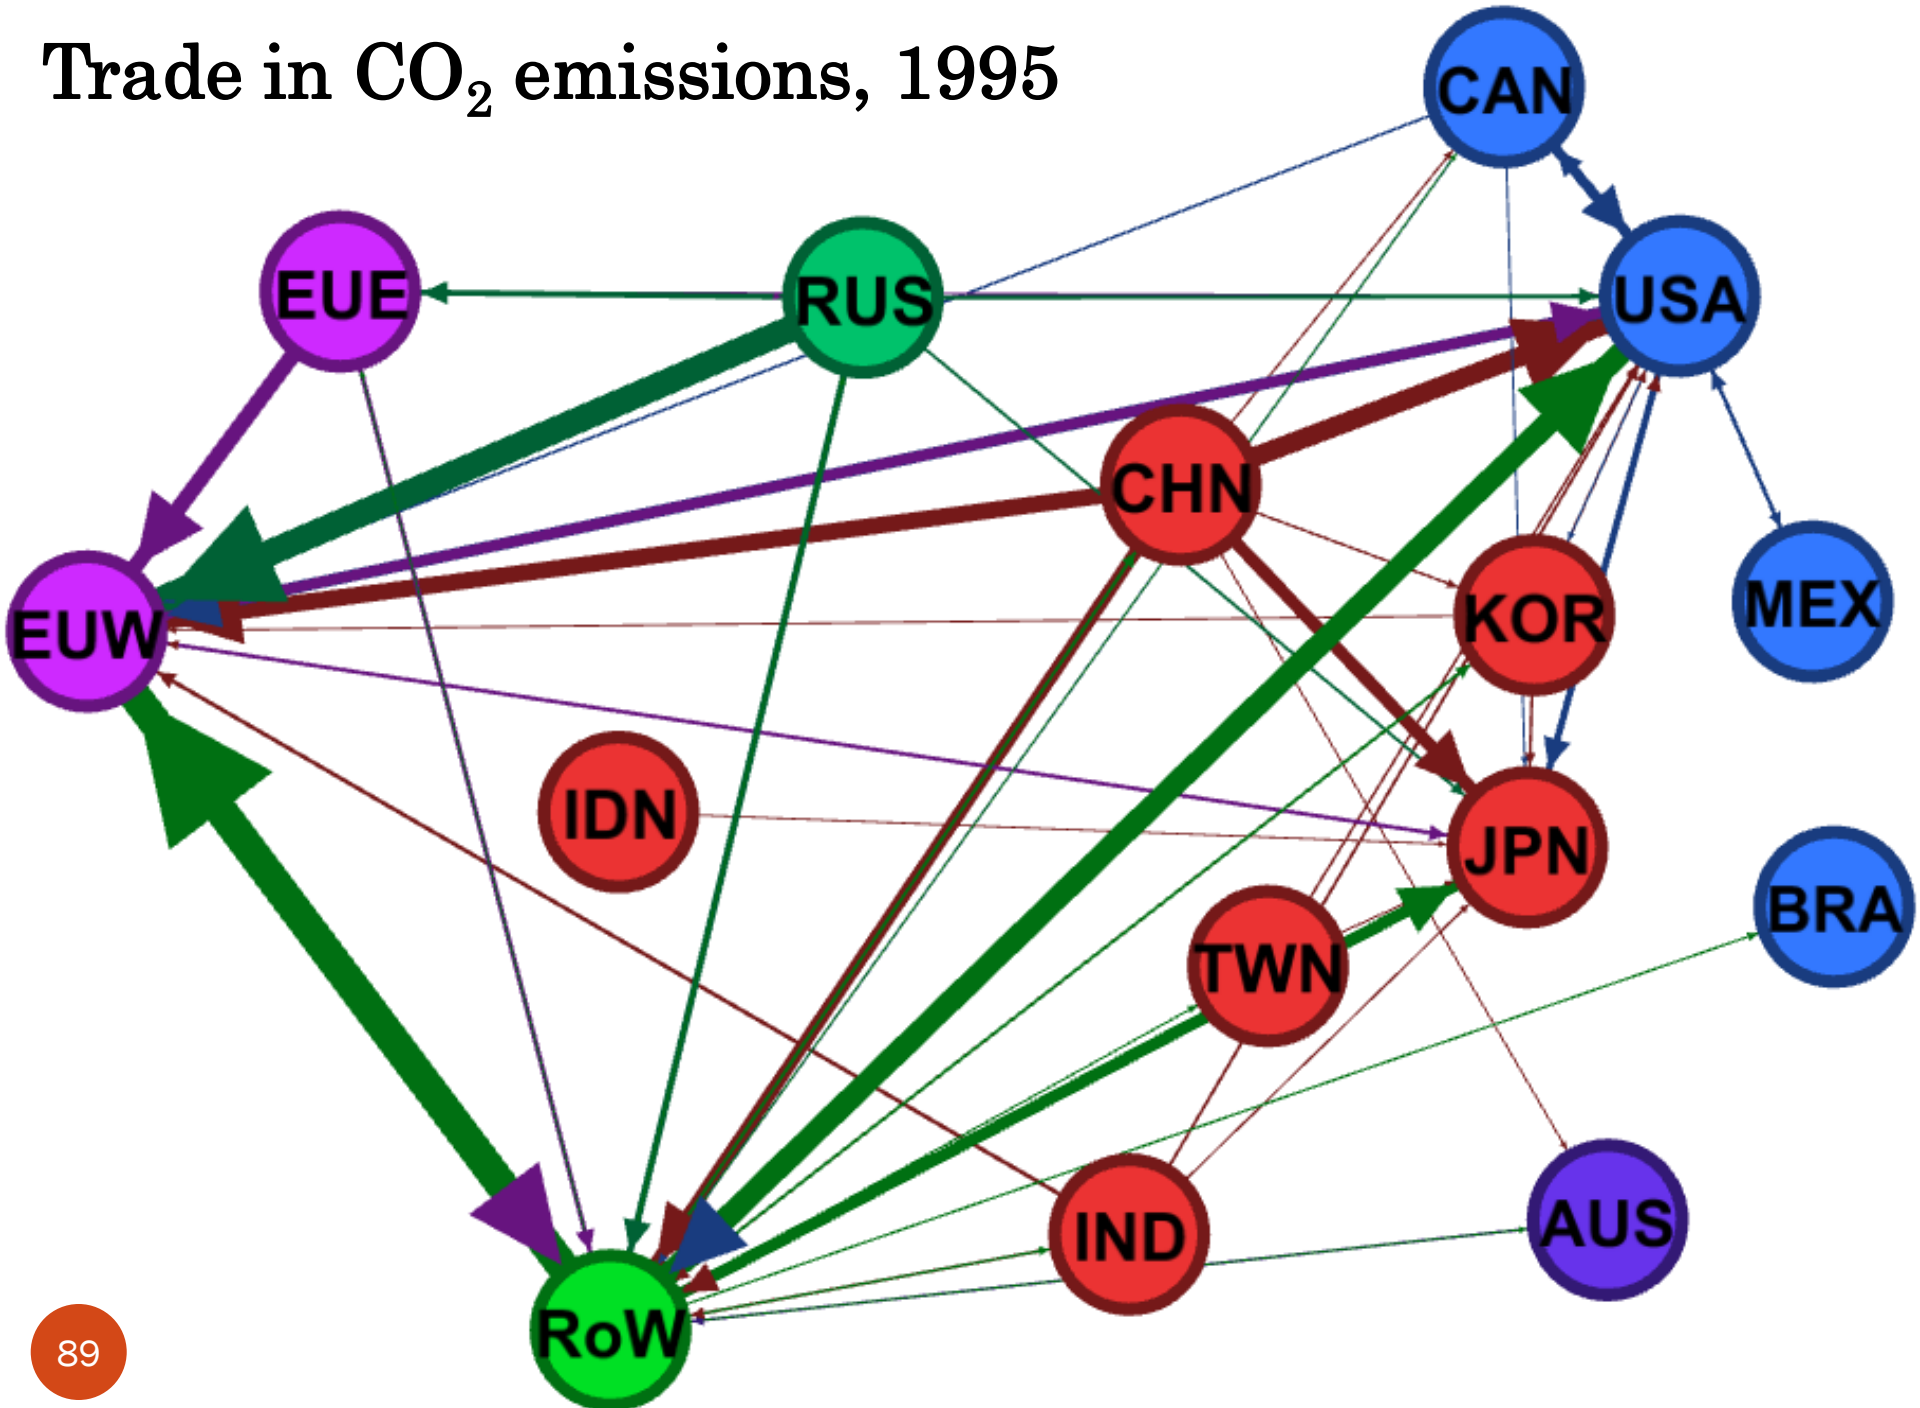 Trade in CO₂ emissions, 1995
CAN
EUE
RUS
USA
CHN
EUW
KOR
MEX
IDN
JPN
BRA
TWN
IND
AUS
RoW
89